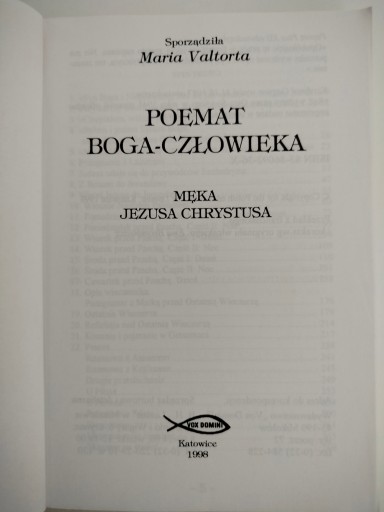 Sporządziła
Maria Valtorta
POEMAT
BOGA-CZŁOWIEKA
MĘKA
JEZUSA CHRYSTUSA
VOX DOMINI
Katowice
1998